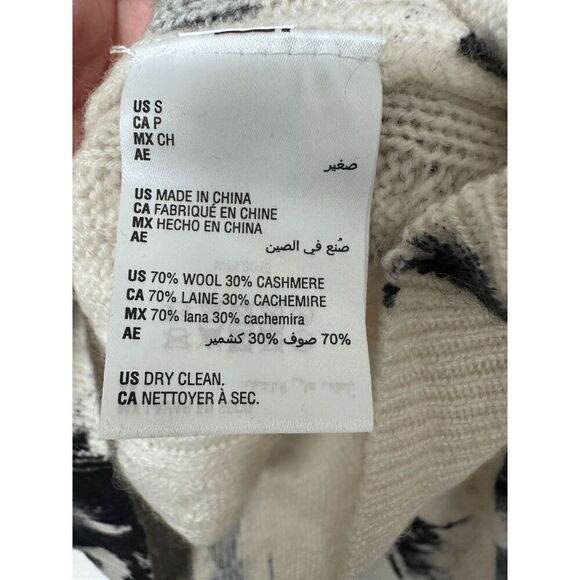 US S
CA P
MX CH
AE صغير
US MADE IN CHINA
CA FABRIQUÉ EN CHINE
MX HECHO EN CHINA
AE صُنع في الصين
US 70% WOOL 30% CASHMERE
CA 70% LAINE 30% CACHEMIRE
MX 70% lana 30% cachemira
AE 70% صوف 30% كشمير
US DRY CLEAN.
CA NETTOYER À SEC.